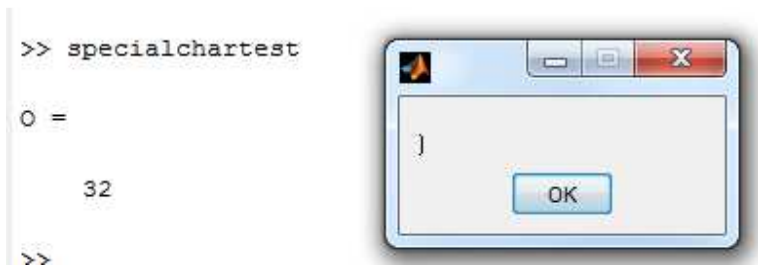 >> specialchartest
O =
32
>>
]
OK